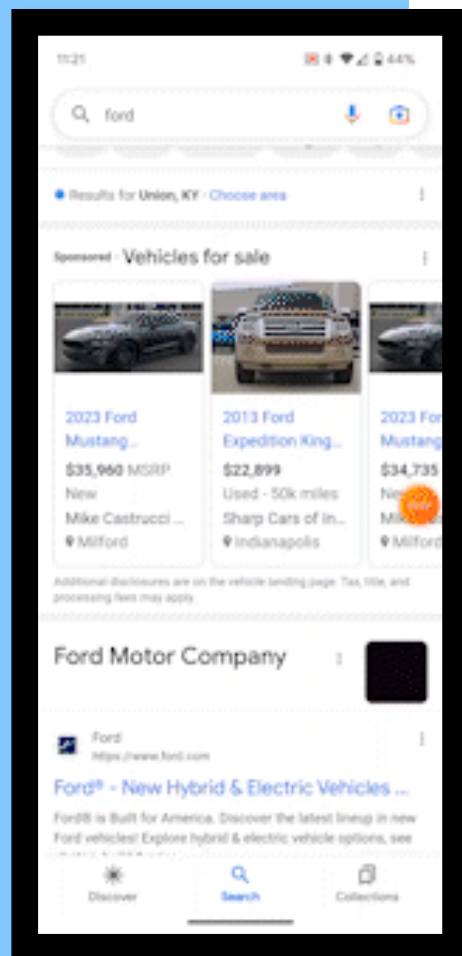 11:21 44%
ford
Results for Union, KY · Choose area
Sponsored · Vehicles for sale
2023 Ford
Mustang...
$35,960 MSRP
New
Mike Castrucci ...
Milford
2013 Ford
Expedition King...
$22,899
Used - 50k miles
Sharp Cars of In...
Indianapolis
2023 For
Mustang
$34,735
Milford
Additional disclosures are on the vehicle landing page. Tax, title, and
processing fees may apply.
Ford Motor Company
Ford
https://www.ford.com
Ford® - New Hybrid & Electric Vehicles ...
Ford® is Built for America. Discover the latest lineup in new
Ford vehicles! Explore hybrid & electric vehicle options, see
Discover Search Collections